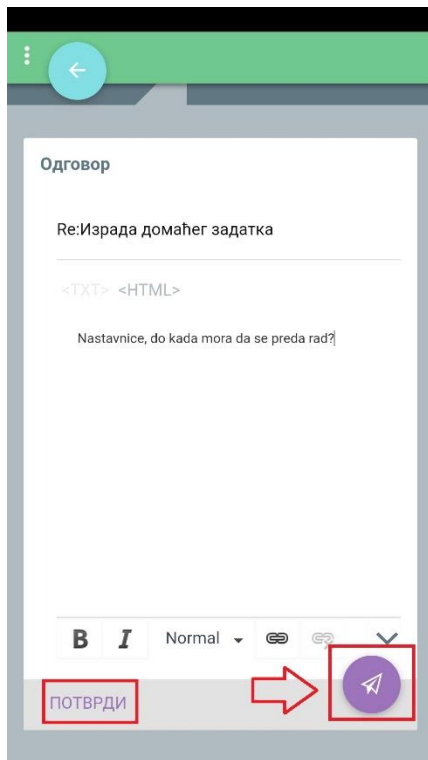 Одговор
Re:Израда домаћег задатка
<TXT> <HTML>
Nastavnice, do kada mora da se preda rad?
B I Normal
ПОТВРДИ